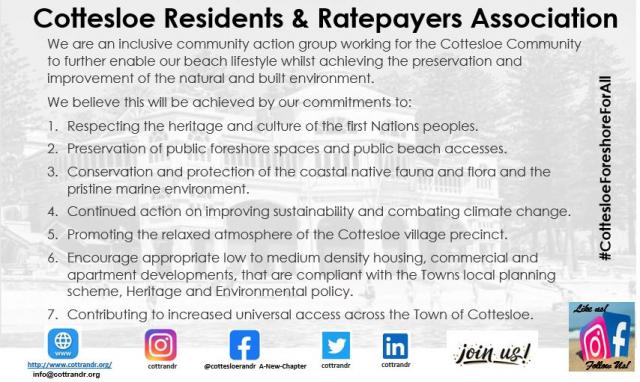 Cottesloe Residents & Ratepayers Association
We are an inclusive community action group working for the Cottesloe Community
to further enable our beach lifestyle whilst achieving the preservation and
improvement of the natural and built environment.
We believe this will be achieved by our commitments to:
1. Respecting the heritage and culture of the first Nations peoples.
2. Preservation of public foreshore spaces and public beach accesses.
3. Conservation and protection of the coastal native fauna and flora and the
pristine marine environment.
4. Continued action on improving sustainability and combating climate change.
5. Promoting the relaxed atmosphere of the Cottesloe village precinct.
6. Encourage appropriate low to medium density housing, commercial and
apartment developments, that are compliant with the Towns local planning
scheme, Heritage and Environmental policy.
7. Contributing to increased universal access across the Town of Cottesloe.
#CottesloeForeshoreForAll
www
http://www.cottrandr.org/
info@cottrandr.org
cottrandr
@cottesloerandr A-New-Chapter
cottrandr
in
cottrandr
join us!
Like us!
Follow Us!